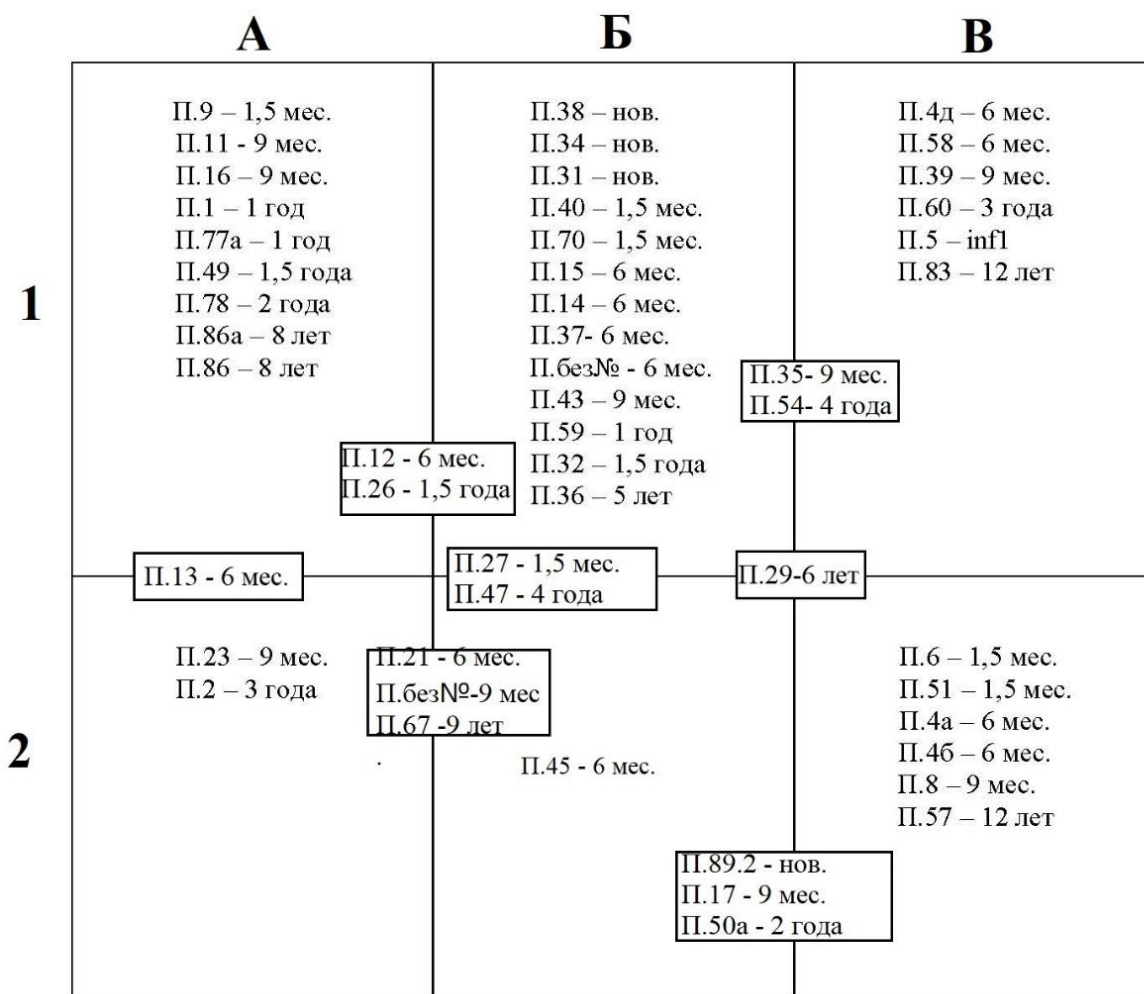 А
Б
В
1
П.9 – 1,5 мес.
П.11 - 9 мес.
П.16 – 9 мес.
П.1 – 1 год
П.77а – 1 год
П.49 – 1,5 года
П.78 – 2 года
П.86а – 8 лет
П.86 – 8 лет
П.38 – нов.
П.34 – нов.
П.31 – нов.
П.40 – 1,5 мес.
П.70 – 1,5 мес.
П.15 – 6 мес.
П.14 – 6 мес.
П.37- 6 мес.
П.без№ - 6 мес.
П.43 – 9 мес.
П.59 – 1 год
П.32 – 1,5 года
П.36 – 5 лет
П.4д – 6 мес.
П.58 – 6 мес.
П.39 – 9 мес.
П.60 – 3 года
П.5 – inf1
П.83 – 12 лет
П.35- 9 мес.
П.54- 4 года
П.12 - 6 мес.
П.26 - 1,5 года
П.13 - 6 мес.
П.27 - 1,5 мес.
П.47 - 4 года
П.29-6 лет
2
П.23 – 9 мес.
П.2 – 3 года
П.21 - 6 мес.
П.без№-9 мес
П.67 -9 лет
.
П.45 - 6 мес.
П.6 – 1,5 мес.
П.51 – 1,5 мес.
П.4а – 6 мес.
П.4б – 6 мес.
П.8 – 9 мес.
П.57 – 12 лет
П.89.2 - нов.
П.17 - 9 мес.
П.50а - 2 года